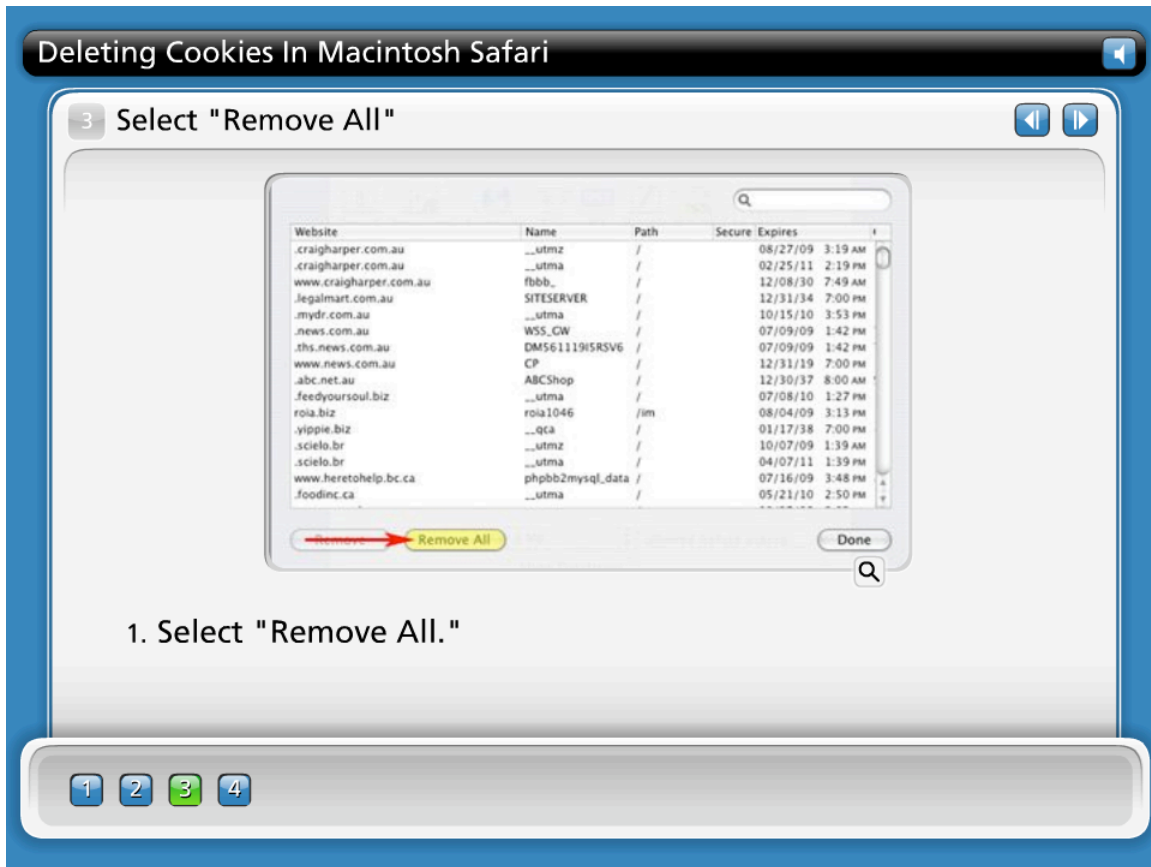 Deleting Cookies In Macintosh Safari
3 Select "Remove All"
Website Name Path Secure Expires
.craigharper.com.au __utmz / 08/27/09 3:19 AM
.craigharper.com.au __utma / 02/25/11 2:19 PM
www.craigharper.com.au fbbb_ / 12/08/30 7:49 AM
.legalmart.com.au SITESERVER / 12/31/34 7:00 PM
.mydr.com.au __utma / 10/15/10 3:53 PM
.news.com.au WSS_GW / 07/09/09 1:42 PM
.ths.news.com.au DM561119I5RSV6 / 07/09/09 1:42 PM
www.news.com.au CP / 12/31/19 7:00 PM
.abc.net.au ABCShop / 12/30/37 8:00 AM
.feedyoursoul.biz __utma / 07/08/10 1:27 PM
roia.biz roia1046 /im 08/04/09 3:13 PM
.yippie.biz __qca / 01/17/38 7:00 PM
.scielo.br __utmz / 10/07/09 1:39 AM
.scielo.br __utma / 04/07/11 1:39 PM
www.heretohelp.bc.ca phpbb2mysql_data / 07/16/09 3:48 PM
.foodinc.ca __utma / 05/21/10 2:50 PM
Remove Remove All Done
1. Select "Remove All."
1 2 3 4